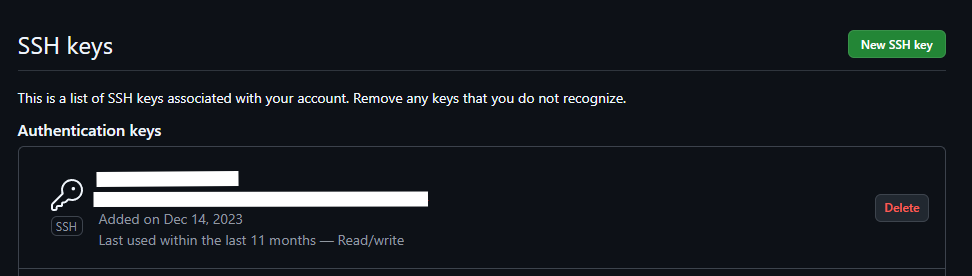 SSH keys
New SSH key
This is a list of SSH keys associated with your account. Remove any keys that you do not recognize.
Authentication keys
SSH
Added on Dec 14, 2023
Last used within the last 11 months — Read/write
Delete